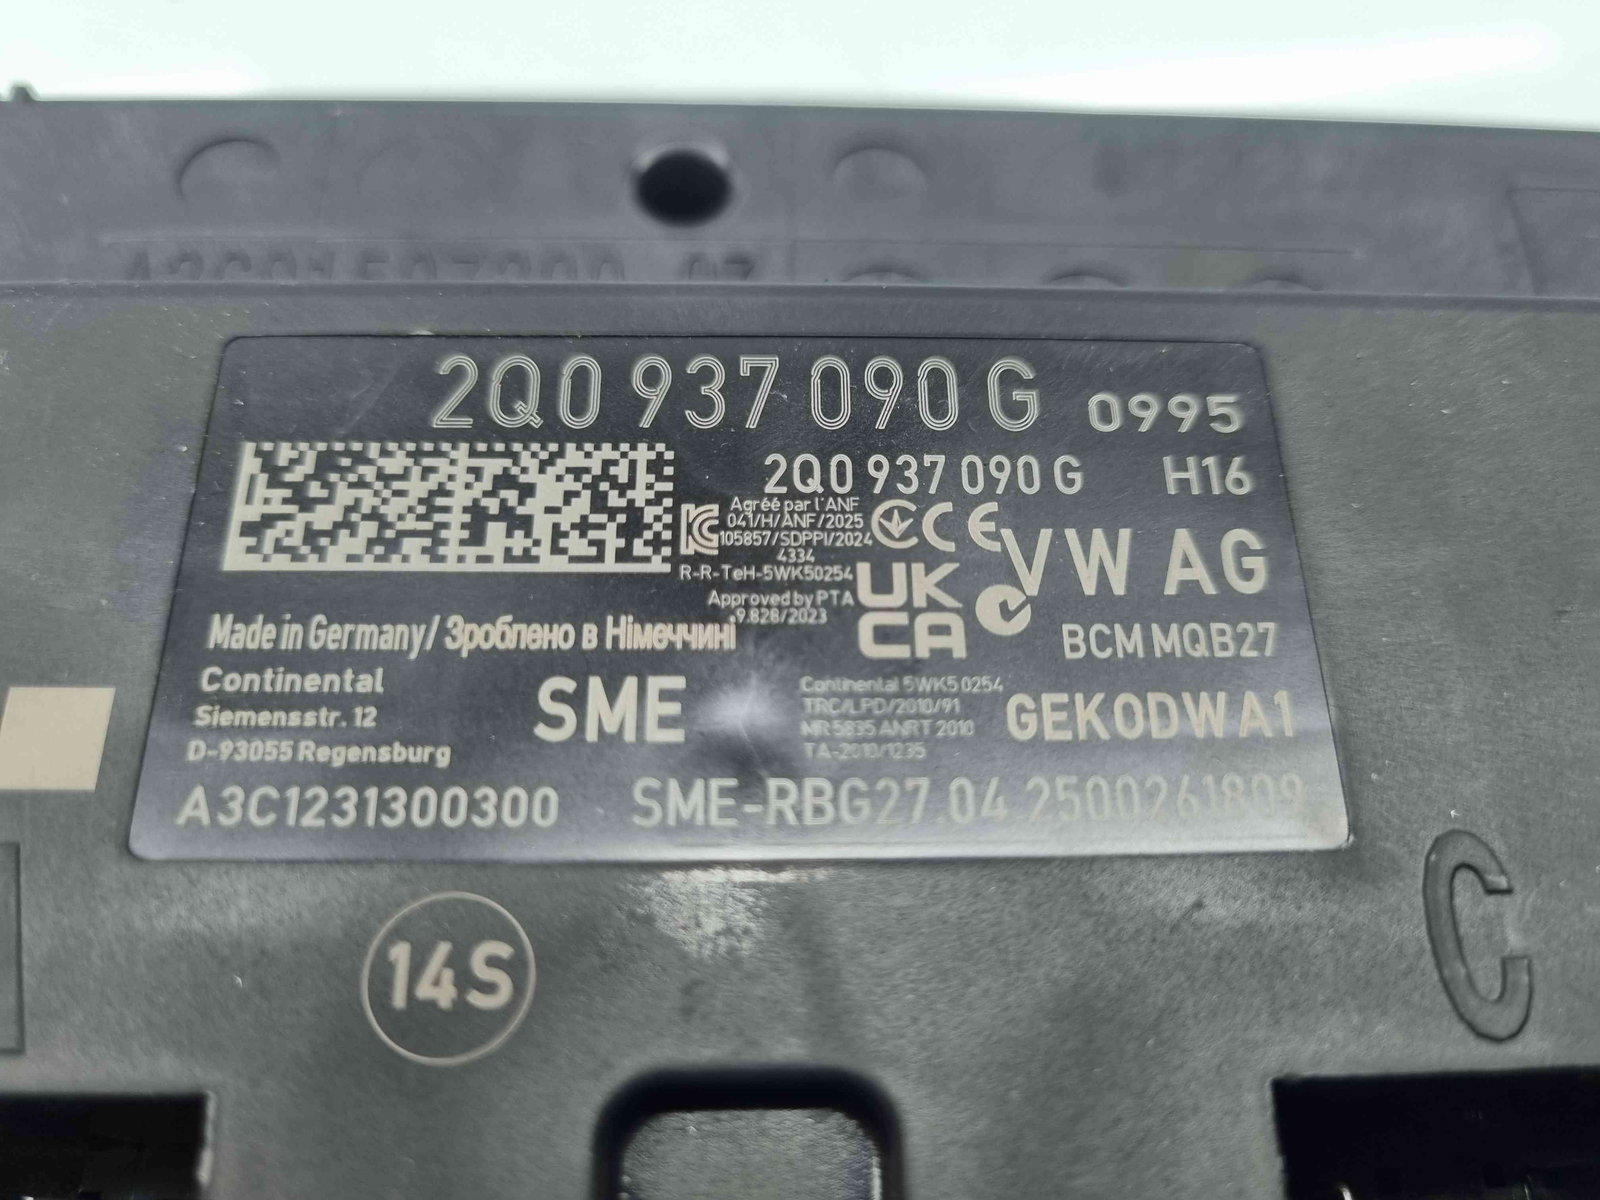 2Q0 937 090 G 0995
2Q0 937 090 G H16
Agréé par l'ANF
041/H/ANF/2025
105857/SDPPI/2024
4334
R-R-TeH-5WK50254
Approved by PTA
9.828/2023
CE
UK
CA
VW AG
BCM MQB27
Made in Germany/ Зроблено в Німеччині
Continental
Siemensstr. 12
D-93055 Regensburg
SME
Continental 5WK50254
TRC/LPD/2010/91
NR 5835 ANRT 2010
TA-2010/1235
GEK0DWA1
A3C1231300300 SME-RBG27.04.2500261809
14S
C